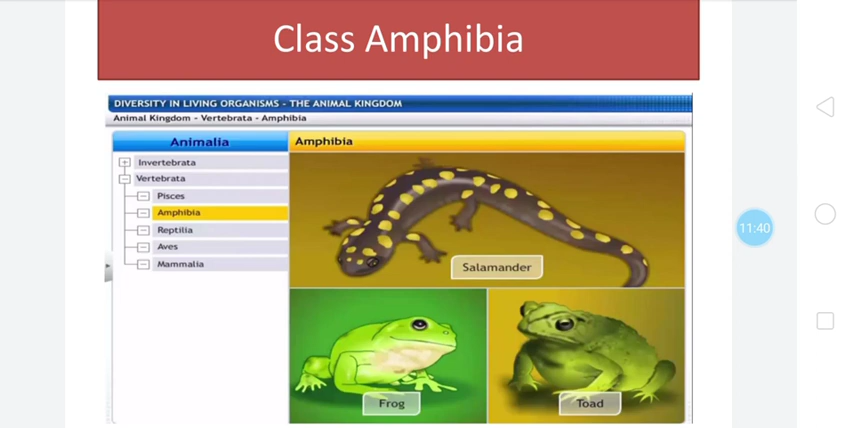 Class Amphibia
DIVERSITY IN LIVING ORGANISMS - THE ANIMAL KINGDOM
Animal Kingdom - Vertebrata - Amphibia
Animalia
Invertebrata
Vertebrata
Pisces
Amphibia
Reptilia
Aves
Mammalia
Amphibia
Salamander
Frog
Toad
11:40